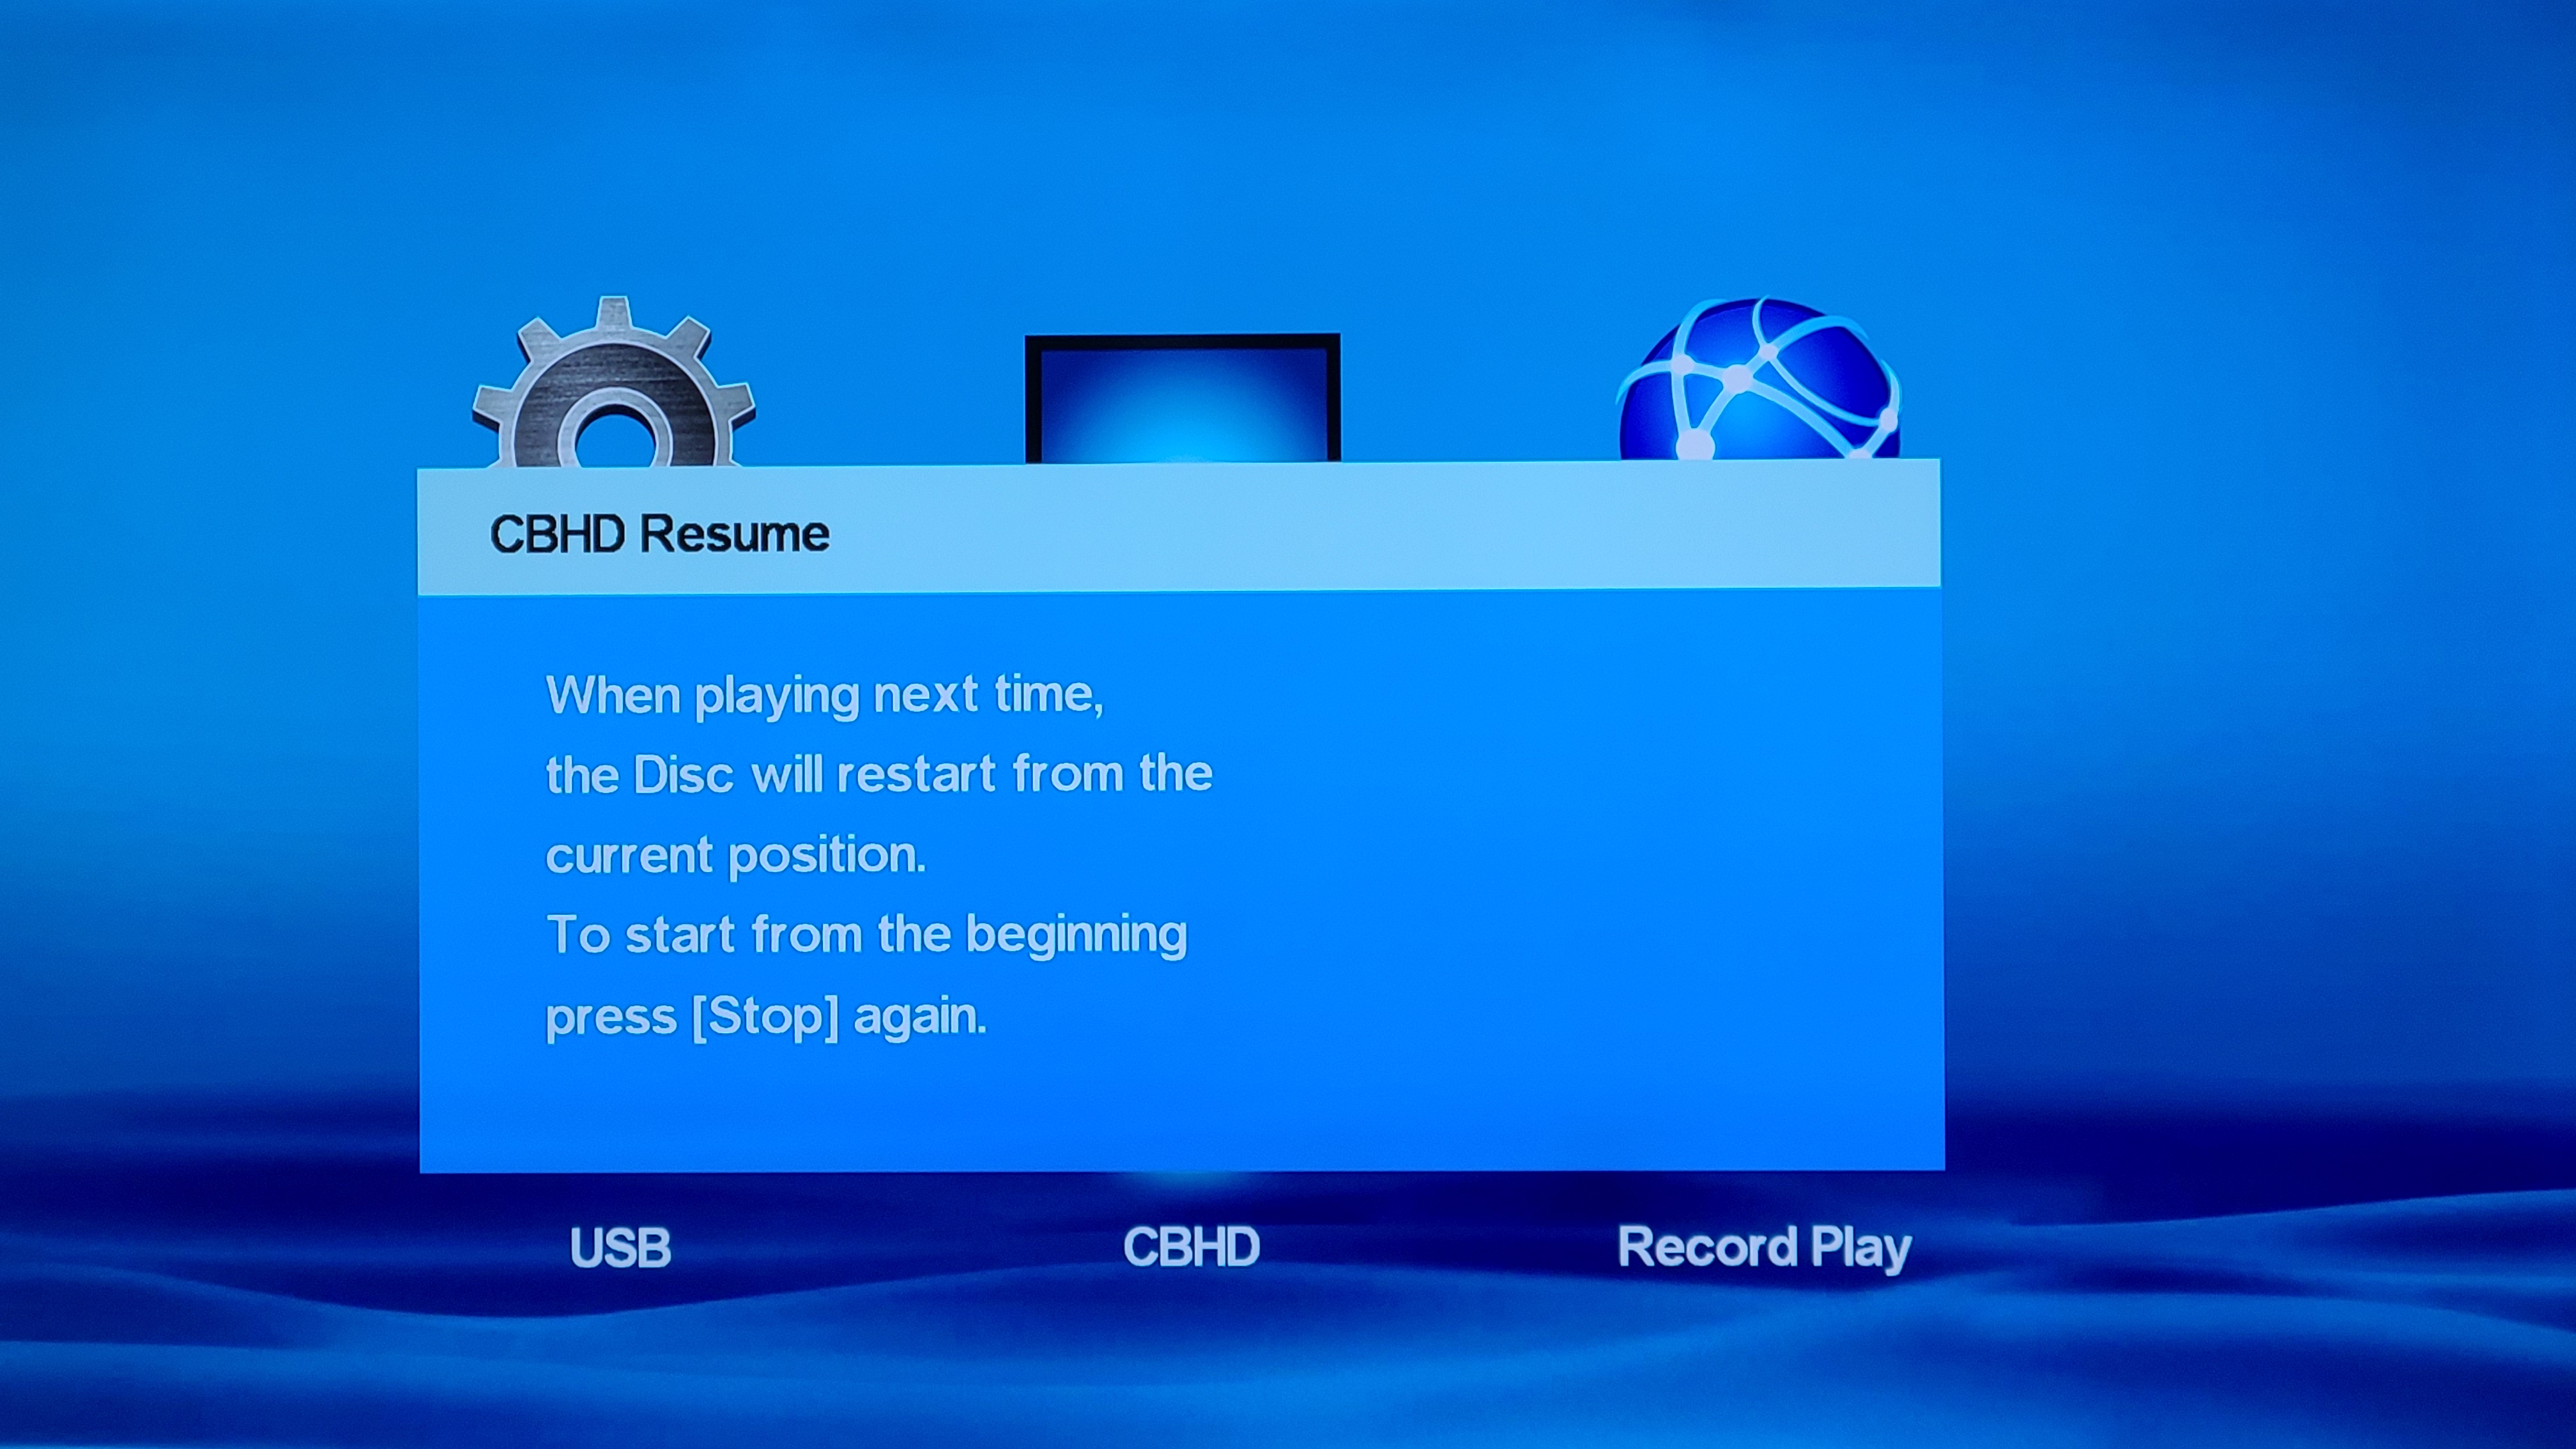 CBHD Resume
When playing next time,
the Disc will restart from the
current position.
To start from the beginning
press [Stop] again.
USB
CBHD
Record Play